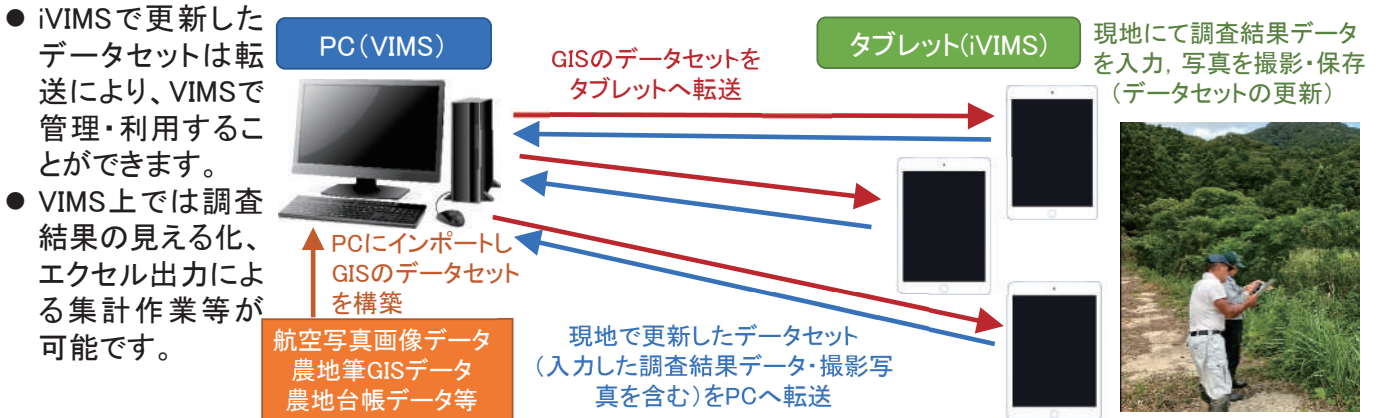 ● iVIMSで更新した
データセットは転
送により、VIMSで
管理・利用するこ
とができます。
● VIMS上では調査
結果の見える化、
エクセル出力によ
る集計作業等が
可能です。
PC(VIMS)
GISのデータセットを
タブレットへ転送
タブレット(iVIMS)
現地にて調査結果データ
を入力，写真を撮影・保存
（データセットの更新）
PCにインポートし
GISのデータセット
を構築
航空写真画像データ
農地筆GISデータ
農地台帳データ等
現地で更新したデータセット
（入力した調査結果データ・撮影写
真を含む）をPCへ転送